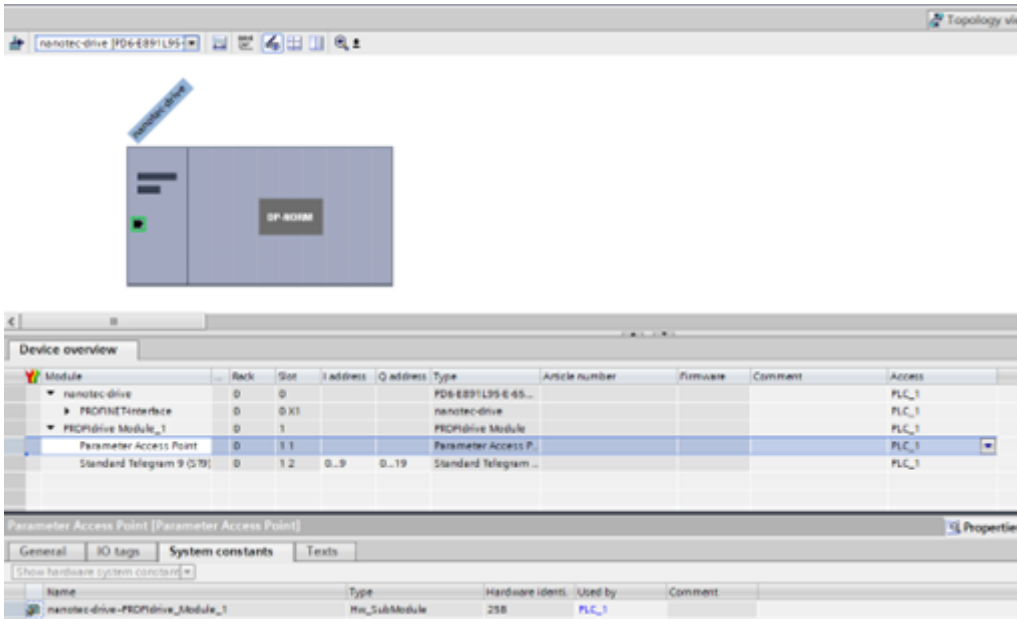 Topology vie
nanotec-drive [PD6-E891L95-
nanotec-drive
DP-NORM
Device overview
Module ... Rack Slot I address Q address Type Article number Firmware Comment Access
nanotec-drive 0 0 PD6-E891L95-E-65... PLC_1
PROFINET-Interface 0 0 X1 nanotec-drive PLC_1
PROFIdrive Module_1 0 1 PROFIdrive Module PLC_1
Parameter Access Point 0 1 1 Parameter Access P.. PLC_1
Standard Telegram 9 (ST9) 0 1 2 0...9 0...19 Standard Telegram ... PLC_1
Parameter Access Point [Parameter Access Point]
Propertie
General IO tags System constants Texts
Show hardware system constant
Name Type Hardware identi.. Used by Comment
nanotec-drive~PROFIdrive_Module_1 Hw_SubModule 258 PLC_1